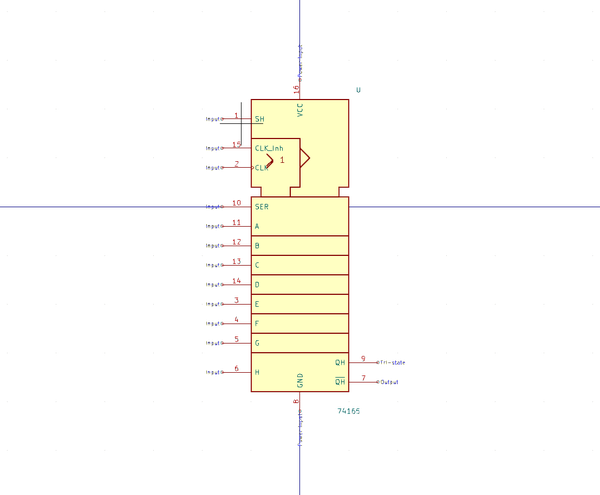 Power Input
16
U
VCC
Input 1 SH
Input 15 CLK_Inh
1
Input 2 CLK
Input 10 SER
Input 11 A
Input 12 B
Input 13 C
Input 14 D
Input 3 E
Input 4 F
Input 5 G
QH 9 Tri-state
Input 6 H
QH 7 Output
GND
8
74165
Power Input